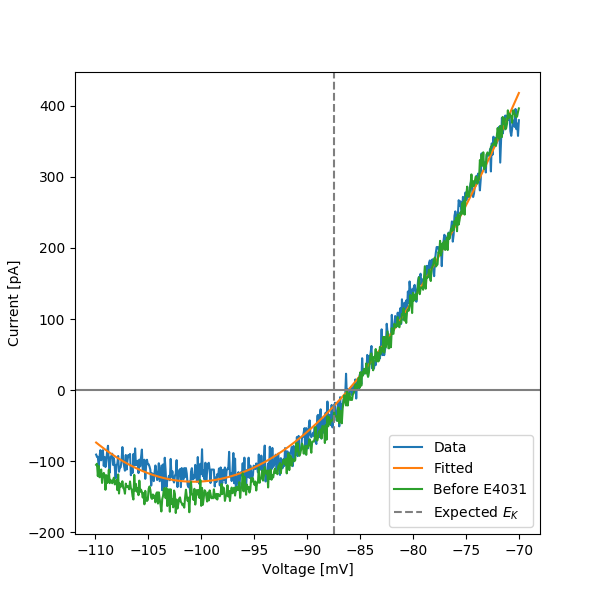 400
300
200
100
0
−100
−200
Current [pA]
−110 −105 −100 −95 −90 −85 −80 −75 −70
Voltage [mV]
Data
Fitted
Before E4031
Expected E_K